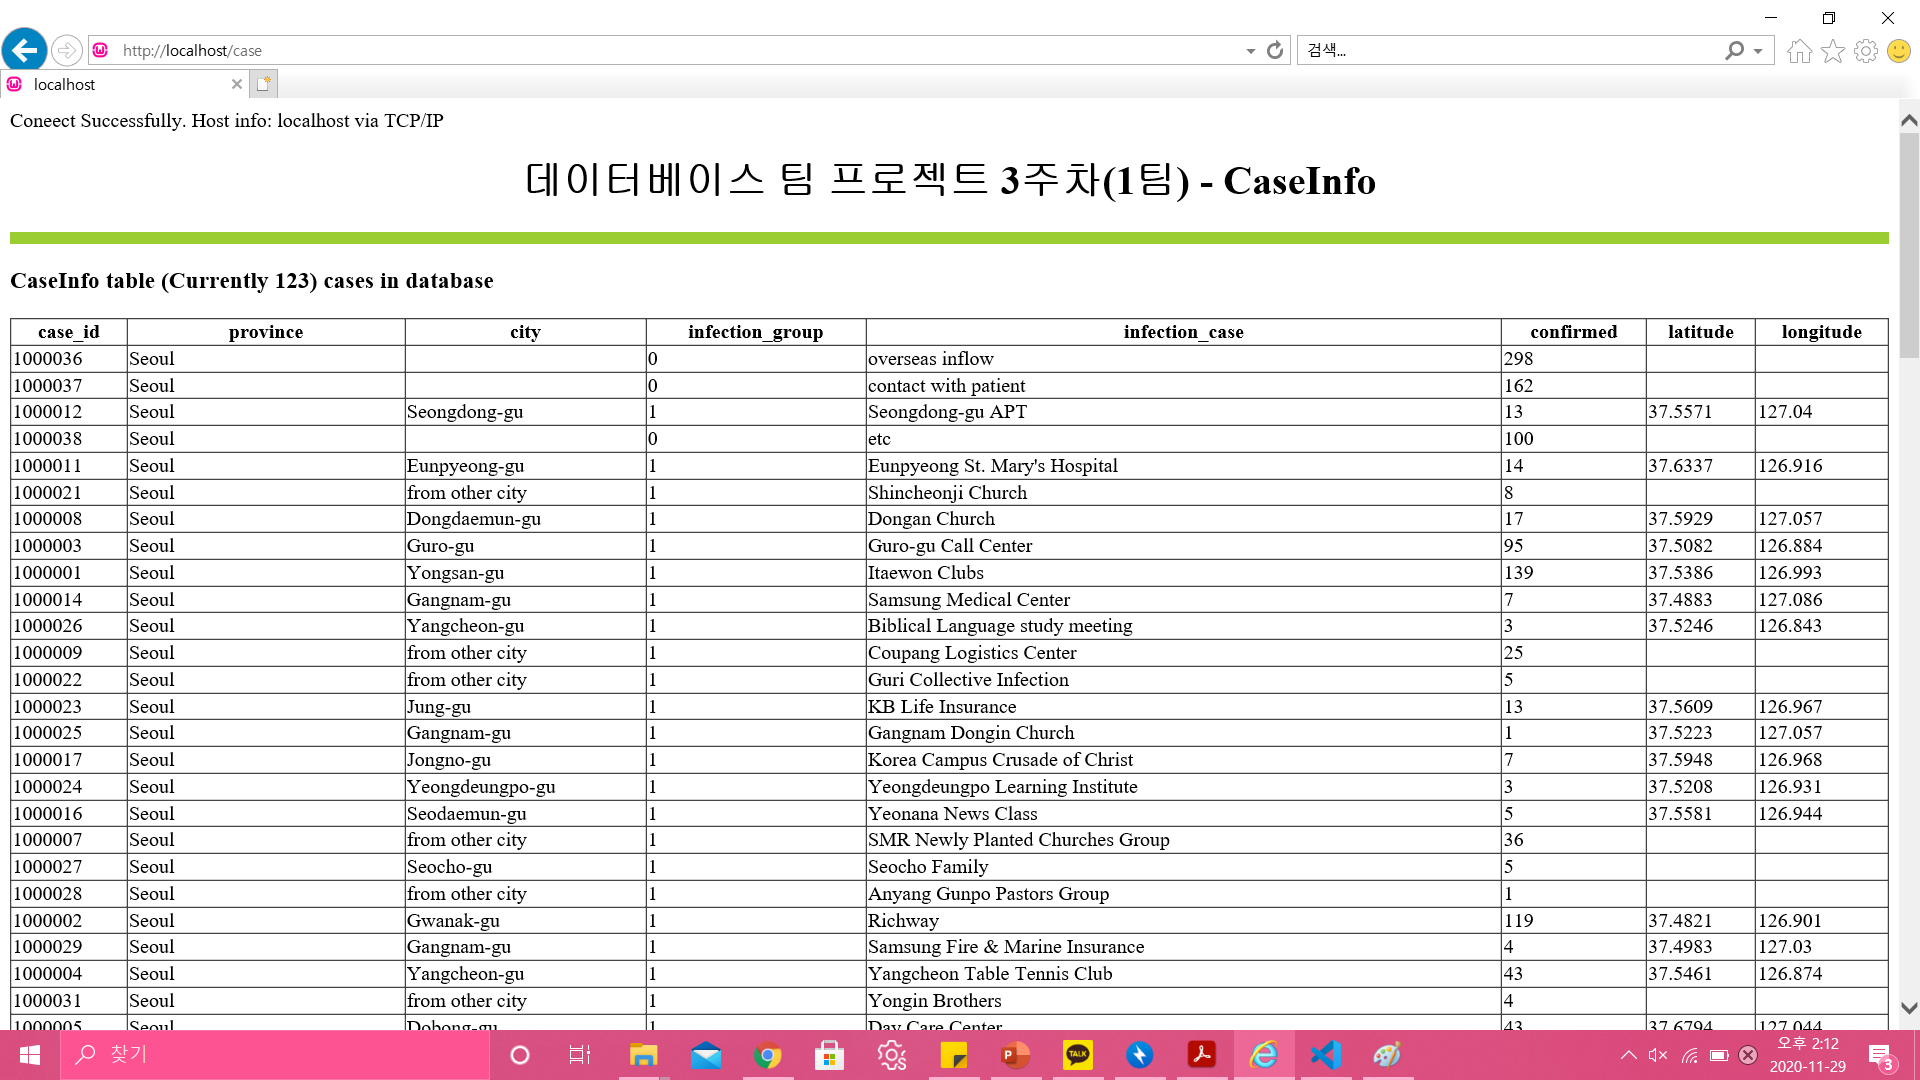 http://localhost/case
검색...
localhost
Coneect Successfully. Host info: localhost via TCP/IP
데이터베이스 팀 프로젝트 3주차(1팀) - CaseInfo
CaseInfo table (Currently 123) cases in database
case_id province city infection_group infection_case confirmed latitude longitude
1000036 Seoul 0 overseas inflow 298
1000037 Seoul 0 contact with patient 162
1000012 Seoul Seongdong-gu 1 Seongdong-gu APT 13 37.5571 127.04
1000038 Seoul 0 etc 100
1000011 Seoul Eunpyeong-gu 1 Eunpyeong St. Mary's Hospital 14 37.6337 126.916
1000021 Seoul from other city 1 Shincheonji Church 8
1000008 Seoul Dongdaemun-gu 1 Dongan Church 17 37.5929 127.057
1000003 Seoul Guro-gu 1 Guro-gu Call Center 95 37.5082 126.884
1000001 Seoul Yongsan-gu 1 Itaewon Clubs 139 37.5386 126.993
1000014 Seoul Gangnam-gu 1 Samsung Medical Center 7 37.4883 127.086
1000026 Seoul Yangcheon-gu 1 Biblical Language study meeting 3 37.5246 126.843
1000009 Seoul from other city 1 Coupang Logistics Center 25
1000022 Seoul from other city 1 Guri Collective Infection 5
1000023 Seoul Jung-gu 1 KB Life Insurance 13 37.5609 126.967
1000025 Seoul Gangnam-gu 1 Gangnam Dongin Church 1 37.5223 127.057
1000017 Seoul Jongno-gu 1 Korea Campus Crusade of Christ 7 37.5948 126.968
1000024 Seoul Yeongdeungpo-gu 1 Yeongdeungpo Learning Institute 3 37.5208 126.931
1000016 Seoul Seodaemun-gu 1 Yeonana News Class 5 37.5581 126.944
1000007 Seoul from other city 1 SMR Newly Planted Churches Group 36
1000027 Seoul Seocho-gu 1 Seocho Family 5
1000028 Seoul from other city 1 Anyang Gunpo Pastors Group 1
1000002 Seoul Gwanak-gu 1 Richway 119 37.4821 126.901
1000029 Seoul Gangnam-gu 1 Samsung Fire & Marine Insurance 4 37.4983 127.03
1000004 Seoul Yangcheon-gu 1 Yangcheon Table Tennis Club 43 37.5461 126.874
1000031 Seoul from other city 1 Yongin Brothers 4
1000005 Seoul Dobong-gu 1 Day Care Center 43 37.6794 127.044
찾기
TALK
오후 2:12
2020-11-29
3